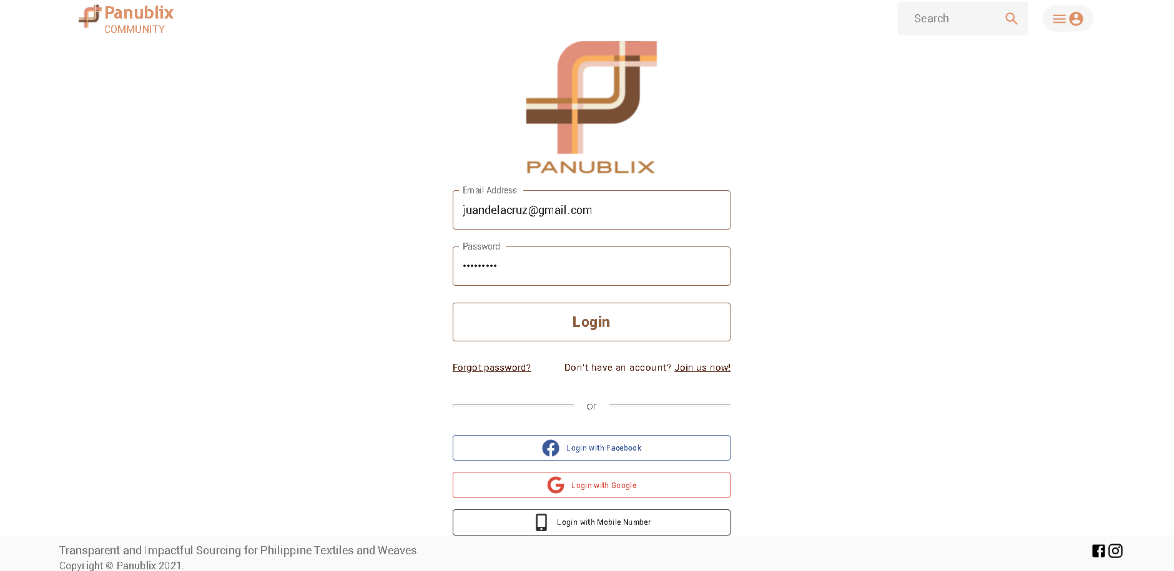 Panublix
COMMUNITY
Search
PANUBLIX
Email Address
juandelacruz@gmail.com
Password
•••••••••
Login
Forgot password? Don't have an account? Join us now!
or
Login with Facebook
Login with Google
Login with Mobile Number
Transparent and Impactful Sourcing for Philippine Textiles and Weaves
Copyright © Panublix 2021.